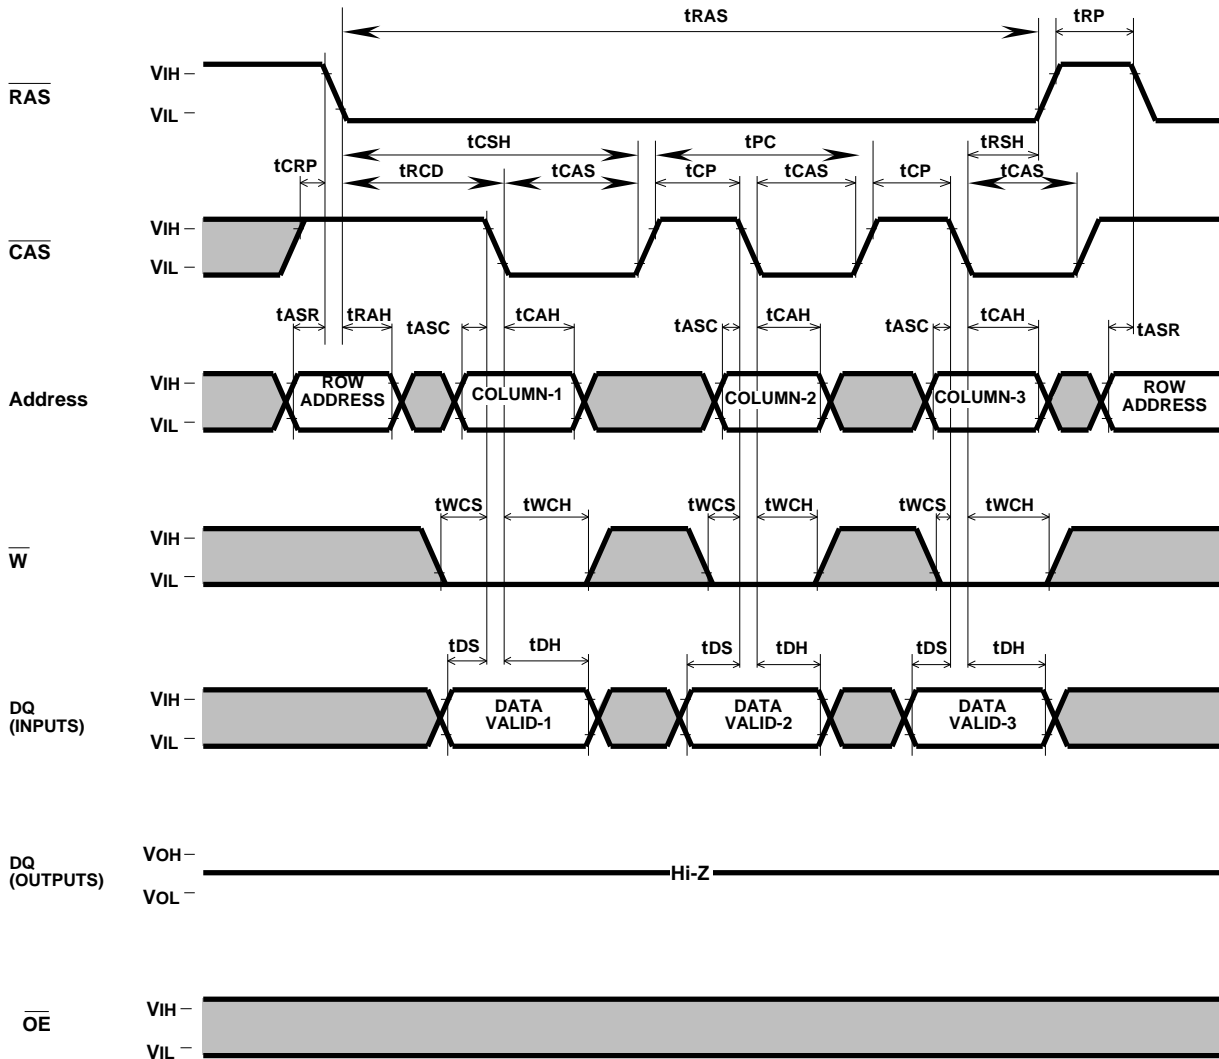 tRAS tRP
RAS
VIH
VIL
tCSH tPC tRSH
tCRP tRCD tCAS tCP tCAS tCP tCAS
CAS
VIH
VIL
tASR tRAH tASC tCAH tASC tCAH tASC tCAH tASR
Address
VIH
VIL
ROW
ADDRESS
COLUMN-1
COLUMN-2
COLUMN-3
ROW
ADDRESS
tWCS tWCH tWCS tWCH tWCS tWCH
W
VIH
VIL
tDS tDH tDS tDH tDS tDH
DQ
(INPUTS)
VIH
VIL
DATA
VALID-1
DATA
VALID-2
DATA
VALID-3
DQ
(OUTPUTS)
VOH
VOL
Hi-Z
OE
VIH
VIL